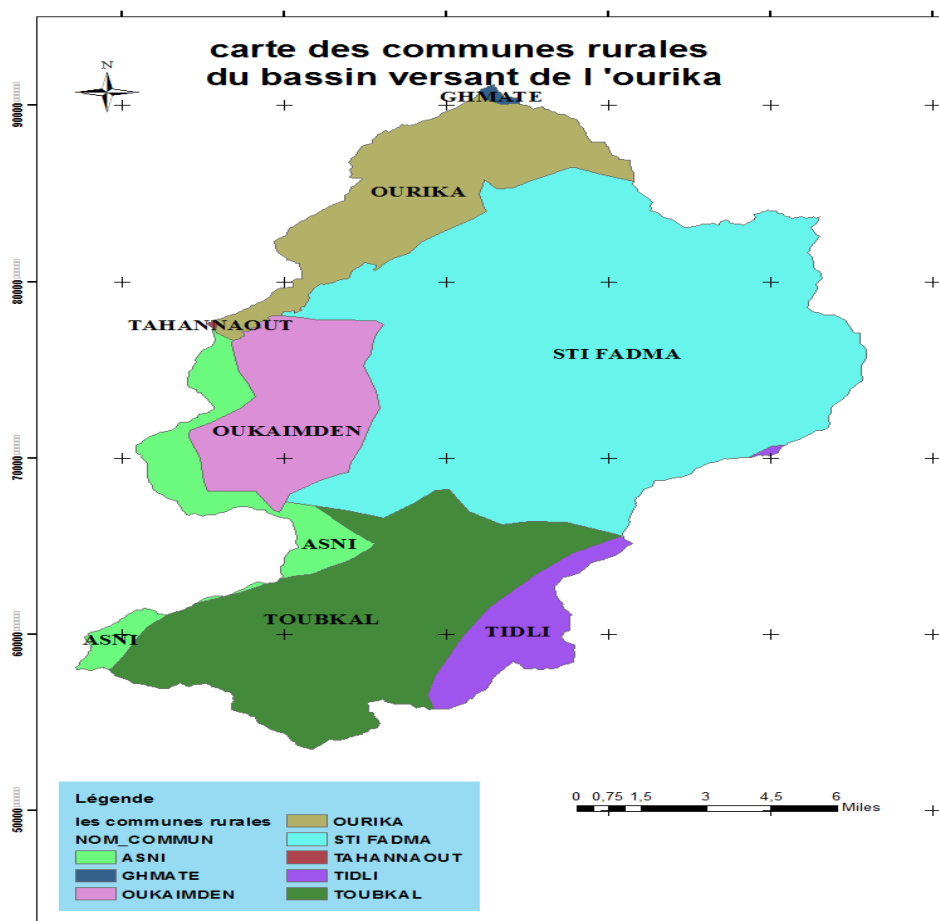 carte des communes rurales
du bassin versant de l 'ourika
N
GHMATE
OURIKA
TAHANNAOUT
STI FADMA
OUKAIMDEN
ASNI
TOUBKAL
TIDLI
ASNI
90000
80000
70000
60000
50000
Légende
les communes rurales
NOM_COMMUN
ASNI
GHMATE
OUKAIMDEN
OURIKA
STI FADMA
TAHANNAOUT
TIDLI
TOUBKAL
0 0,75 1,5 3 4,5 6
Miles